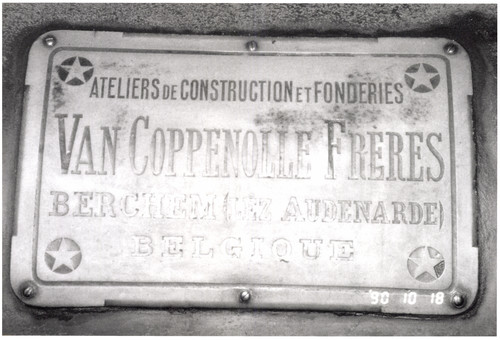 ATELIERS DE CONSTRUCTION ET FONDERIES
VAN COPPENOLLE FRÈRES
BERCHEM (LEZ AUDENARDE)
BELGIQUE
'90 10 18